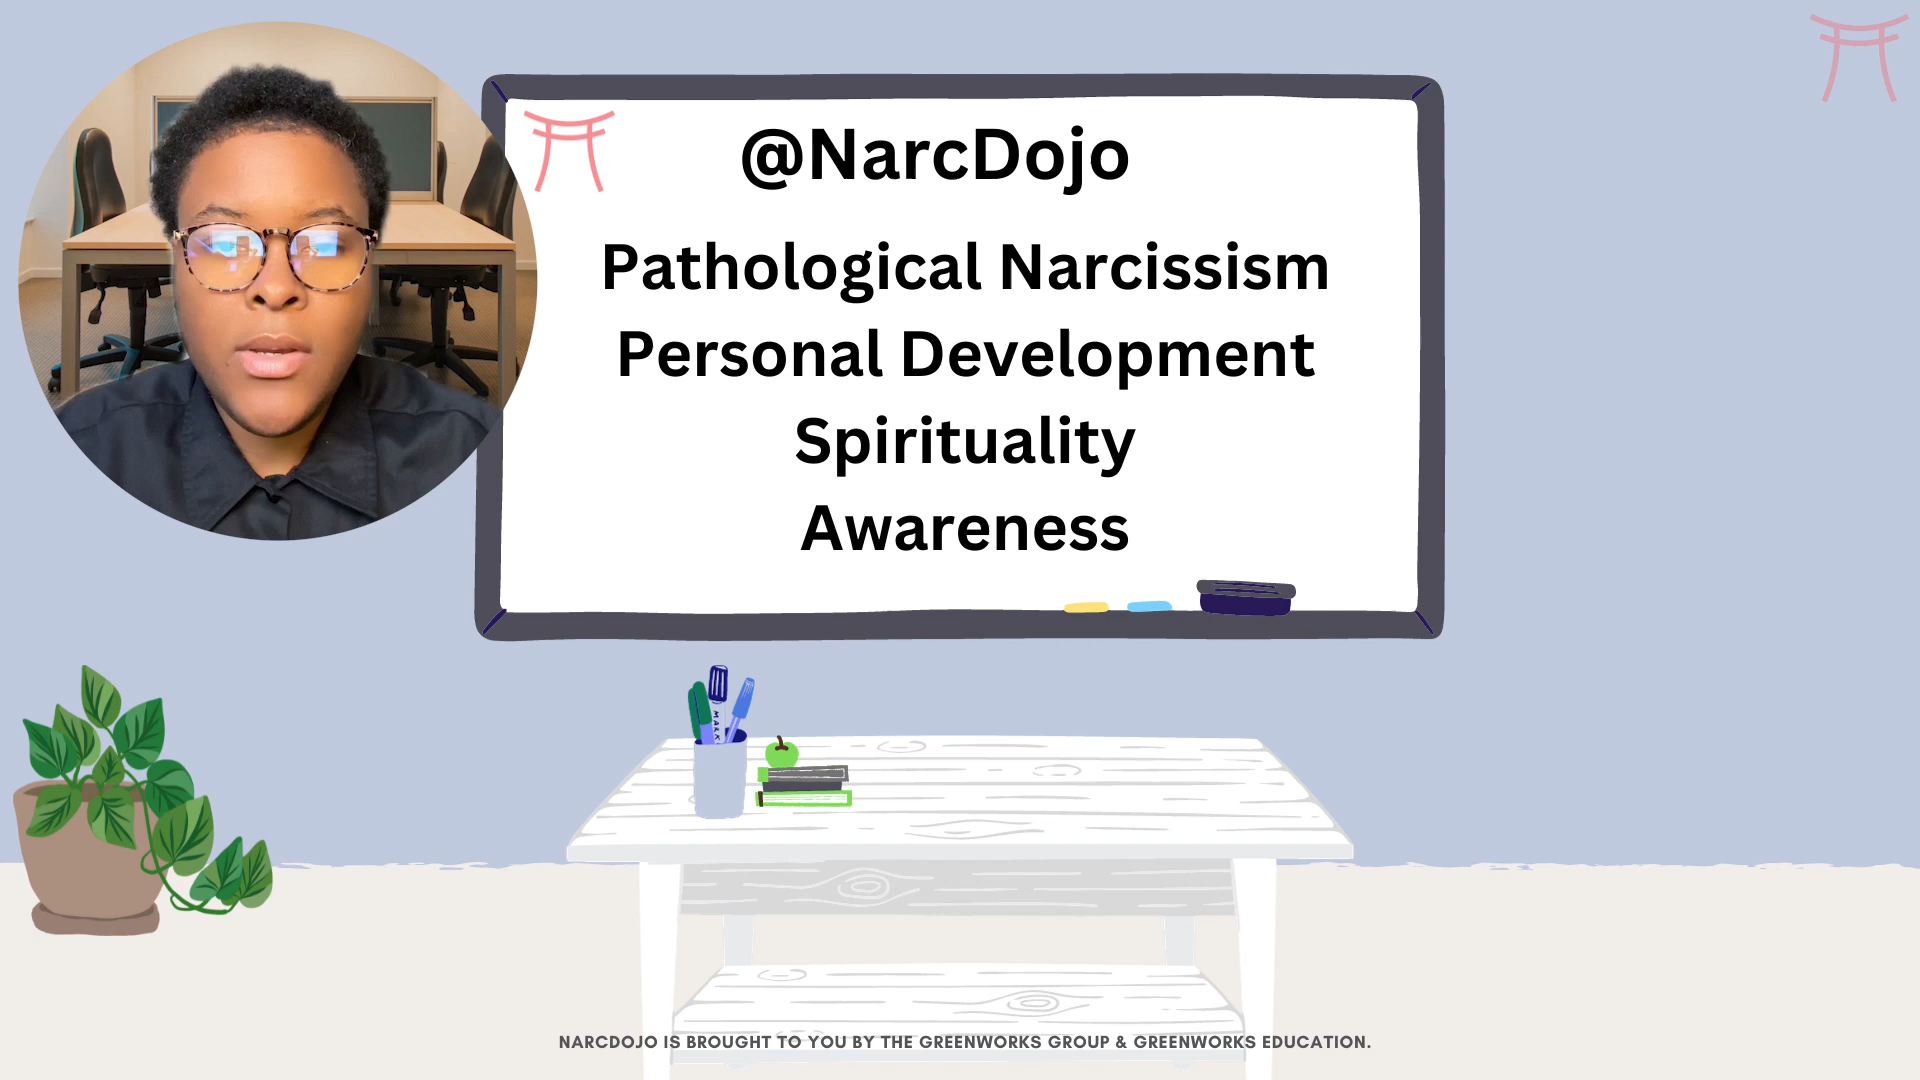 @NarcDojo
Pathological Narcissism
Personal Development
Spirituality
Awareness
NARCDOJO IS BROUGHT TO YOU BY THE GREENWORKS GROUP & GREENWORKS EDUCATION.